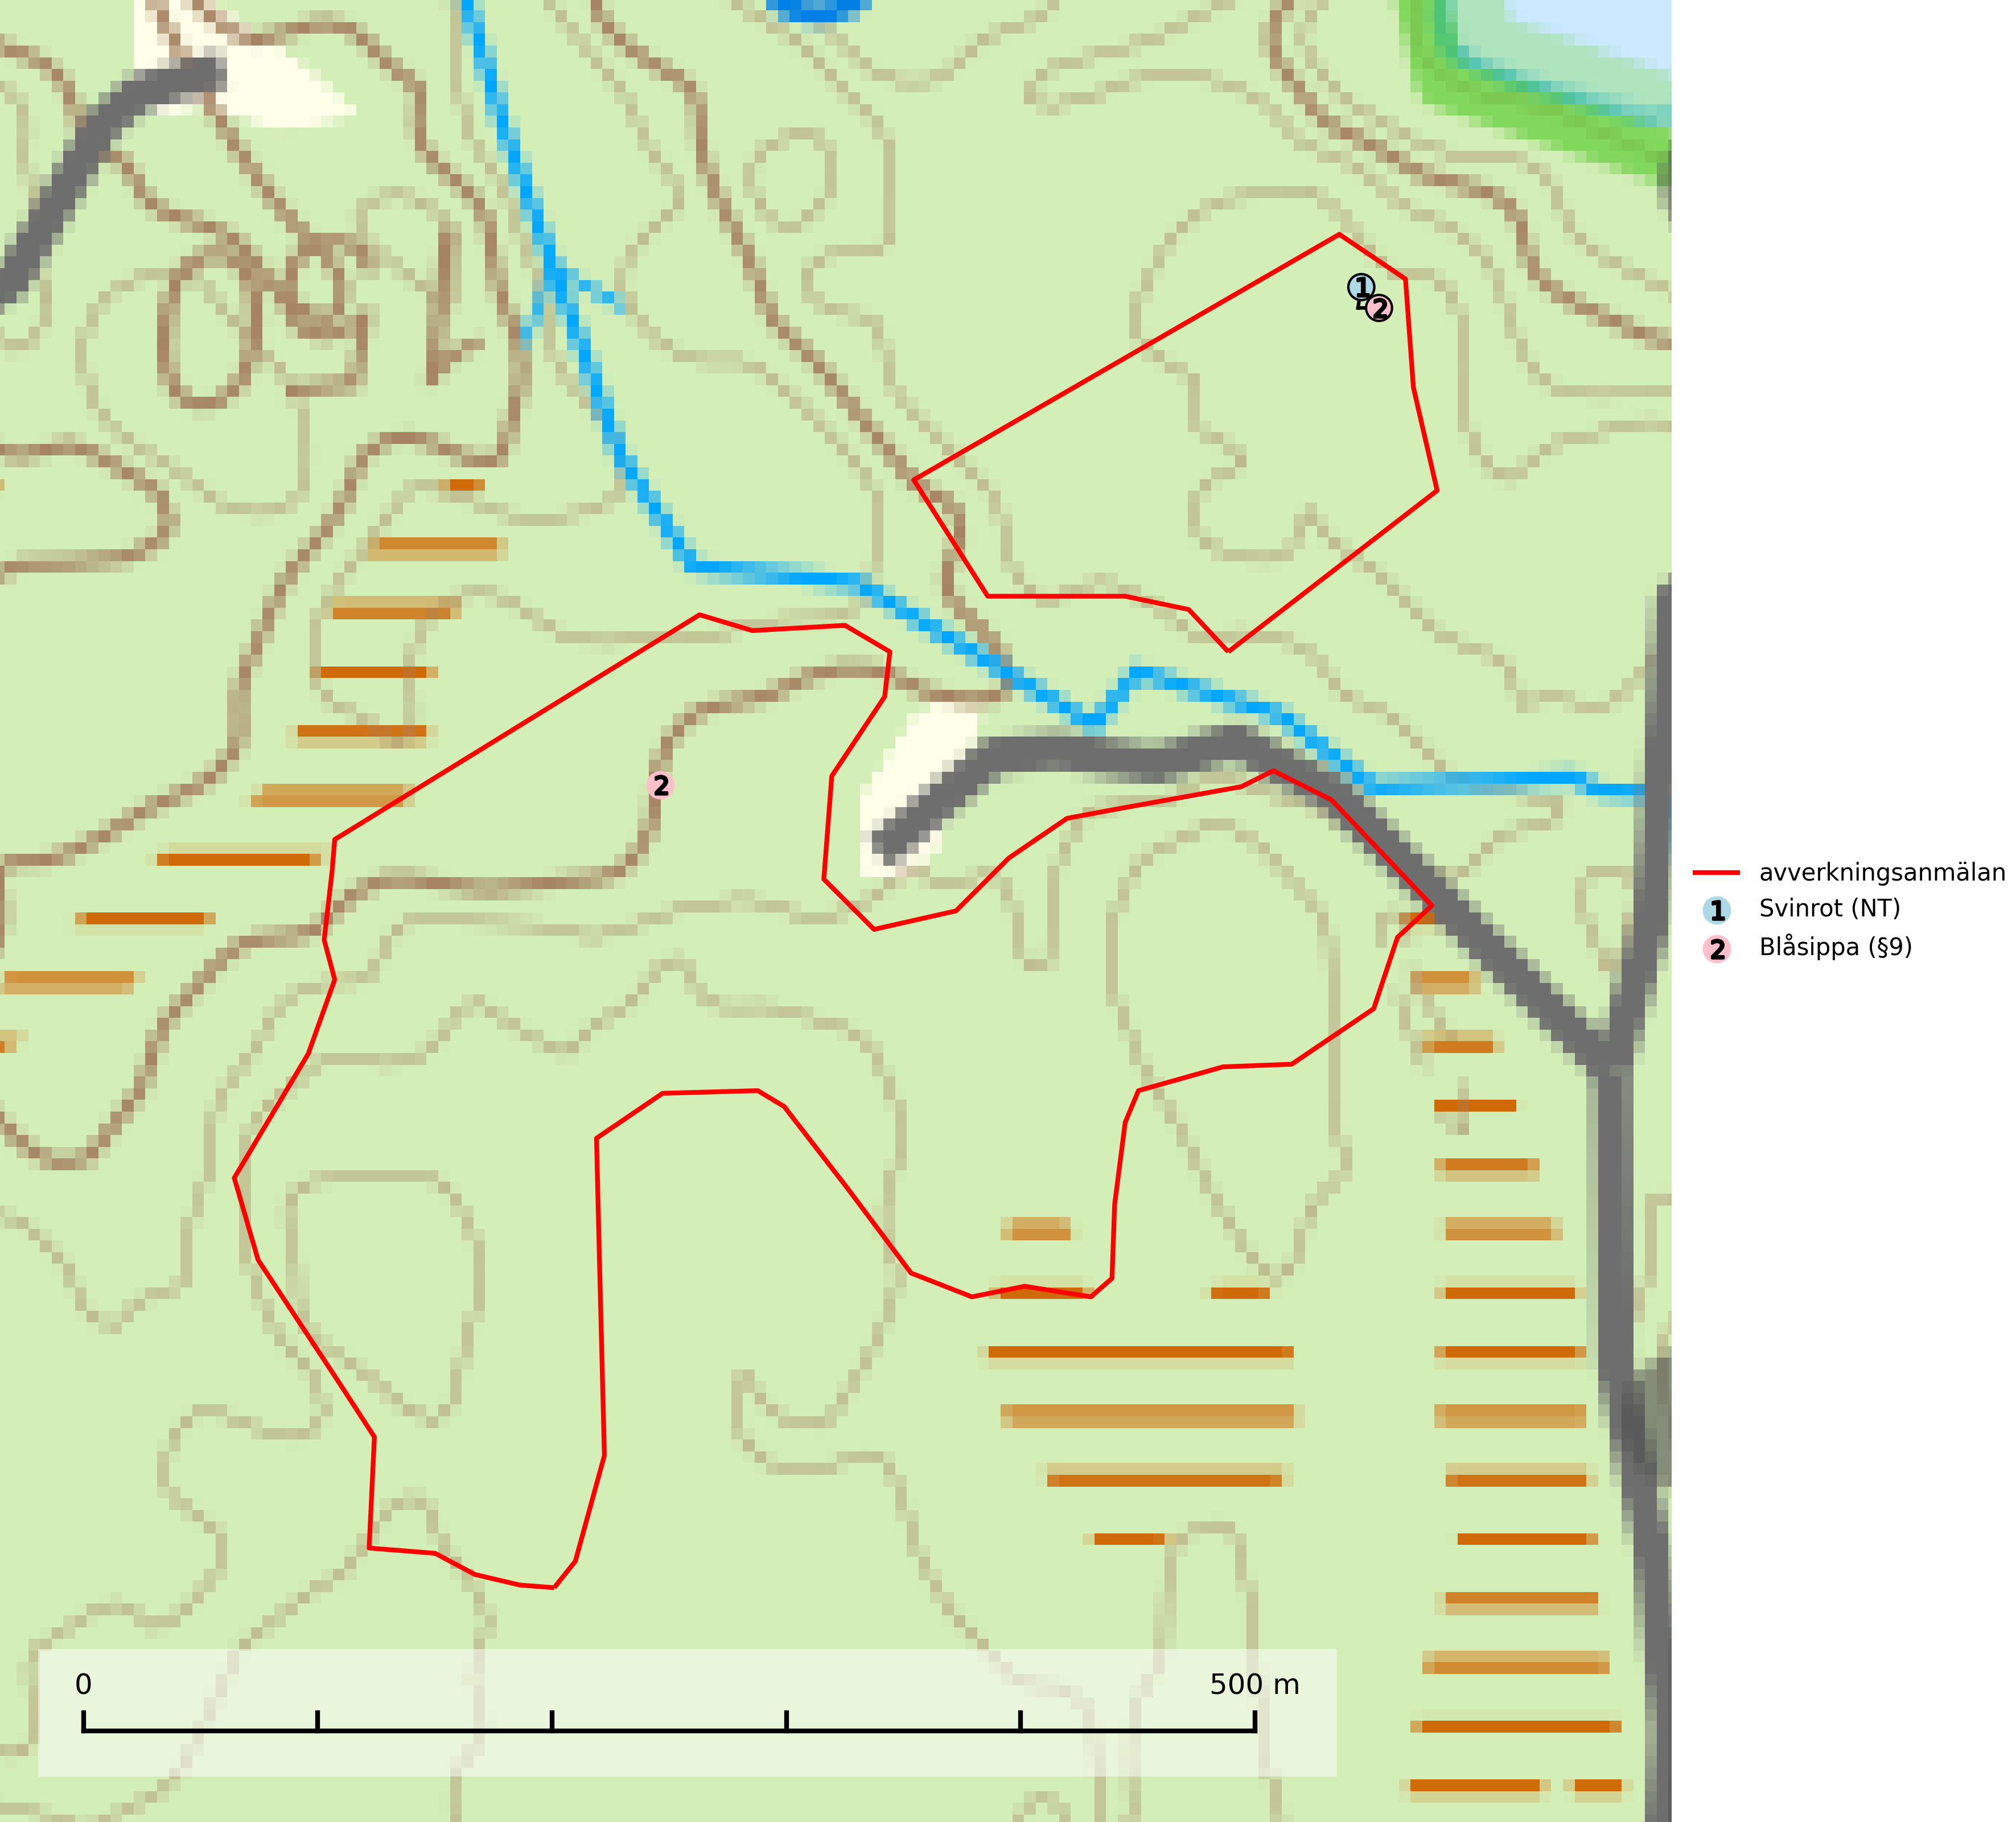 1
2
2
avverkningsanmälan
1 Svinrot (NT)
2 Blåsippa (§9)
0 500 m